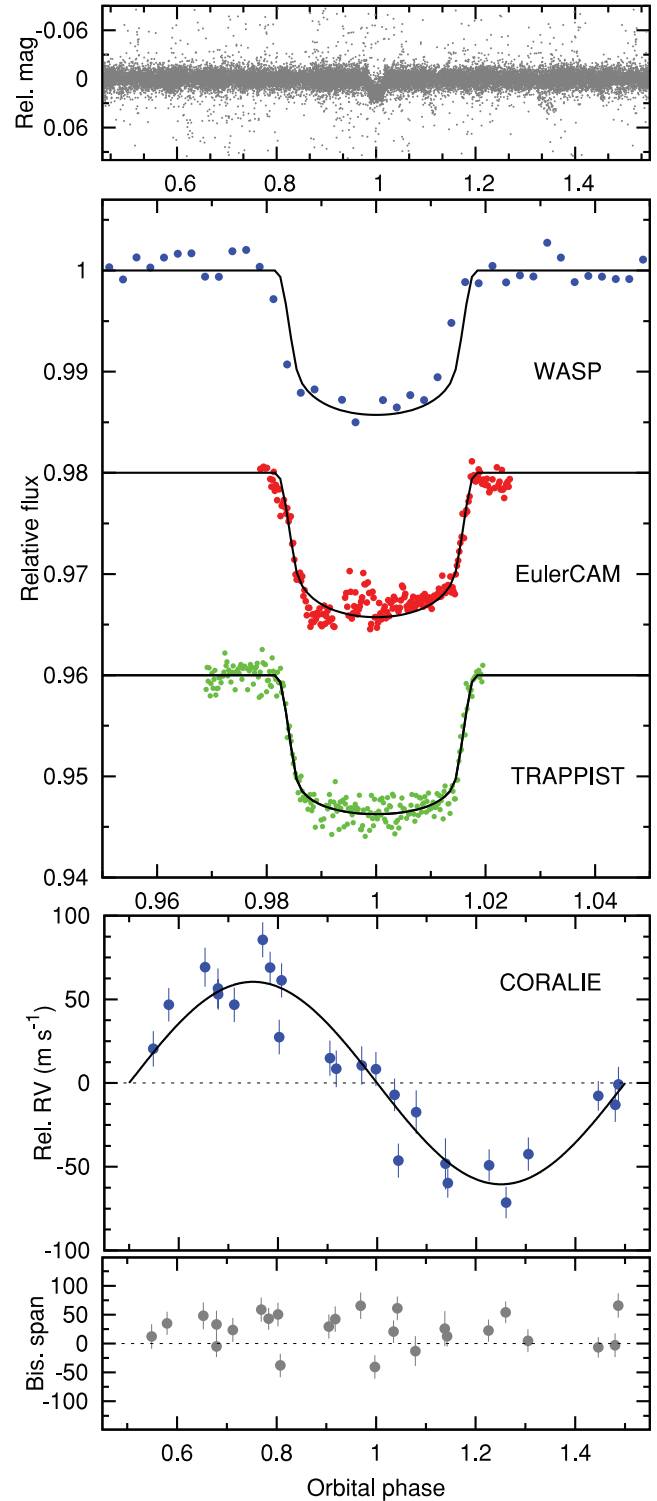 Rel. mag
-0.06
0
0.06
0.6 0.8 1 1.2 1.4
Relative flux
1
WASP
0.99
0.98
EulerCAM
0.97
0.96
TRAPPIST
0.95
0.94
0.96 0.98 1 1.02 1.04
Rel. RV (m s⁻¹)
100
CORALIE
50
0
-50
-100
Bis. span
100
50
0
-50
-100
0.6 0.8 1 1.2 1.4
Orbital phase